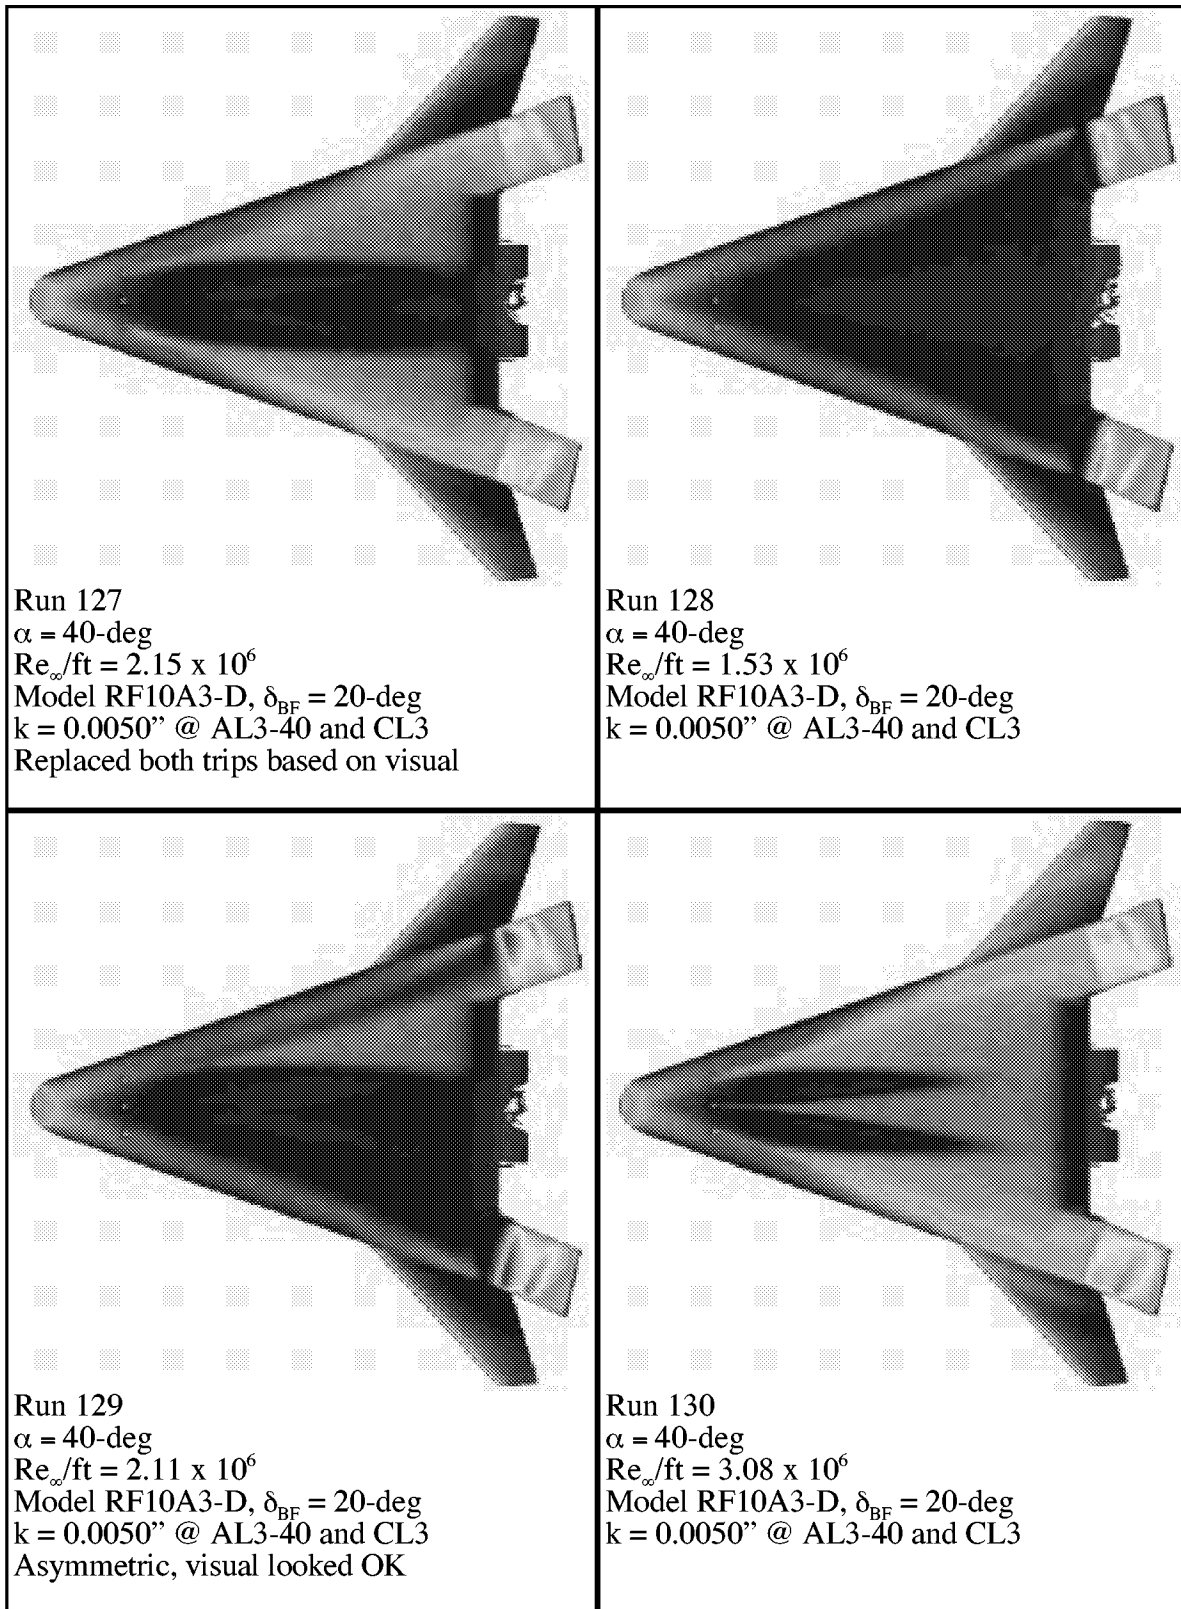 Run 127
α = 40-deg
Re∞/ft = 2.15 x 10⁶
Model RF10A3-D, δBF = 20-deg
k = 0.0050” @ AL3-40 and CL3
Replaced both trips based on visual
Run 128
α = 40-deg
Re∞/ft = 1.53 x 10⁶
Model RF10A3-D, δBF = 20-deg
k = 0.0050” @ AL3-40 and CL3
Run 129
α = 40-deg
Re∞/ft = 2.11 x 10⁶
Model RF10A3-D, δBF = 20-deg
k = 0.0050” @ AL3-40 and CL3
Asymmetric, visual looked OK
Run 130
α = 40-deg
Re∞/ft = 3.08 x 10⁶
Model RF10A3-D, δBF = 20-deg
k = 0.0050” @ AL3-40 and CL3